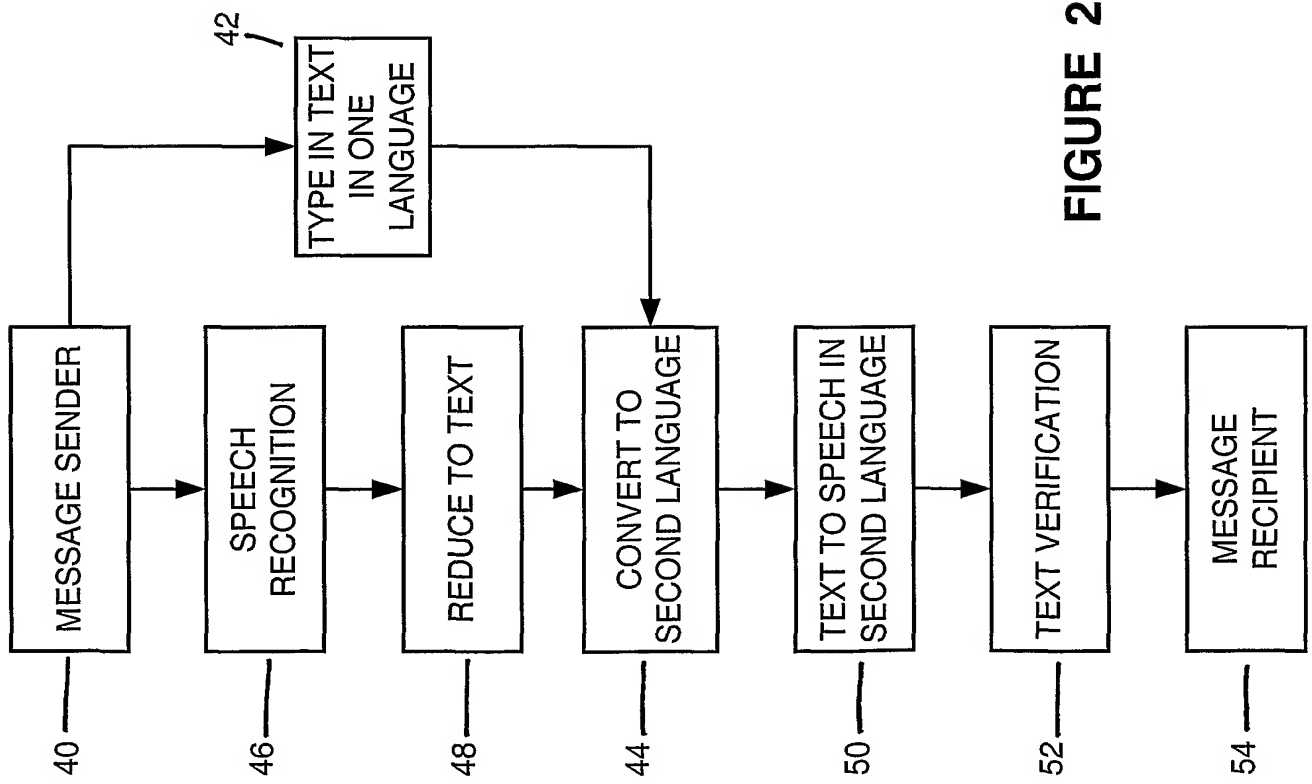 40
MESSAGE SENDER
42
TYPE IN TEXT
IN ONE
LANGUAGE
46
SPEECH
RECOGNITION
48
REDUCE TO TEXT
44
CONVERT TO
SECOND LANGUAGE
50
TEXT TO SPEECH IN
SECOND LANGUAGE
52
TEXT VERIFICATION
54
MESSAGE
RECIPIENT
FIGURE 2